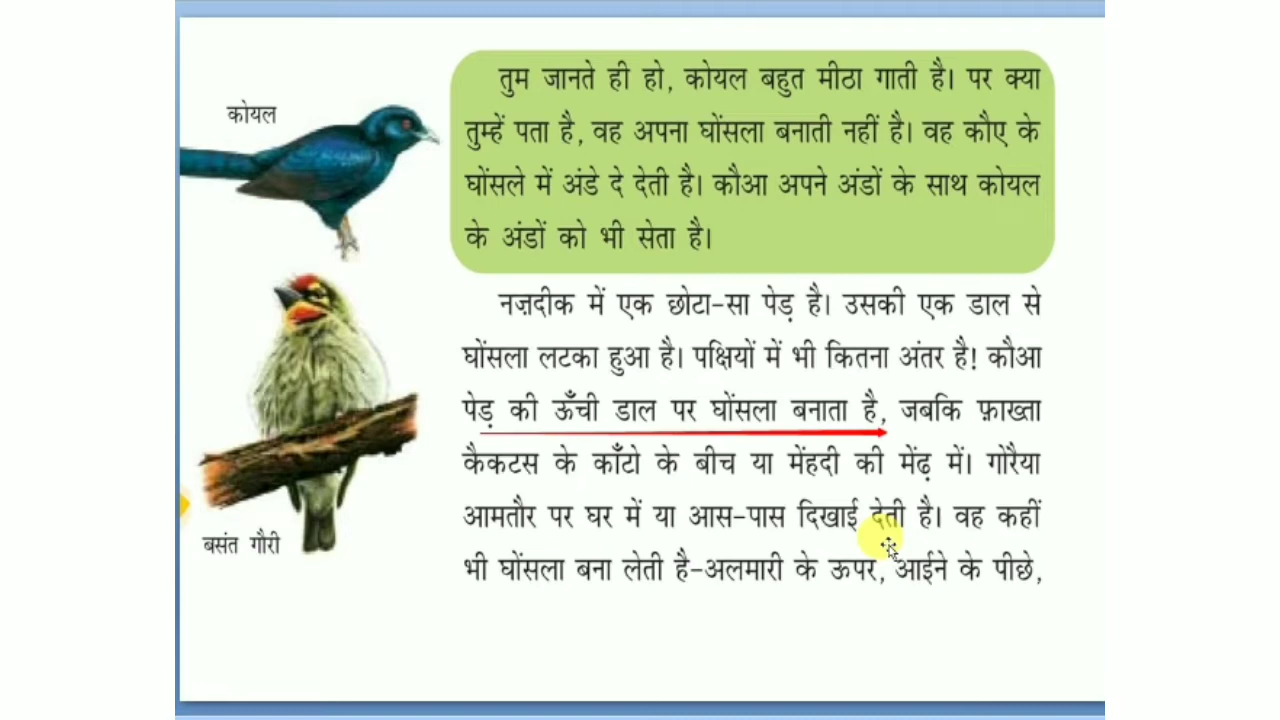 कोयल
तुम जानते ही हो, कोयल बहुत मीठा गाती है। पर क्या
तुम्हें पता है, वह अपना घोंसला बनाती नहीं है। वह कौए के
घोंसले में अंडे दे देती है। कौआ अपने अंडों के साथ कोयल
के अंडों को भी सेता है।
नज़दीक में एक छोटा-सा पेड़ है। उसकी एक डाल से
घोंसला लटका हुआ है। पक्षियों में भी कितना अंतर है! कौआ
पेड़ की ऊँची डाल पर घोंसला बनाता है, जबकि फ़ाख्ता
कैकटस के काँटो के बीच या मेंहदी की मेंढ़ में। गोरैया
आमतौर पर घर में या आस-पास दिखाई देती है। वह कहीं
भी घोंसला बना लेती है-अलमारी के ऊपर, आईने के पीछे,
बसंत गौरी